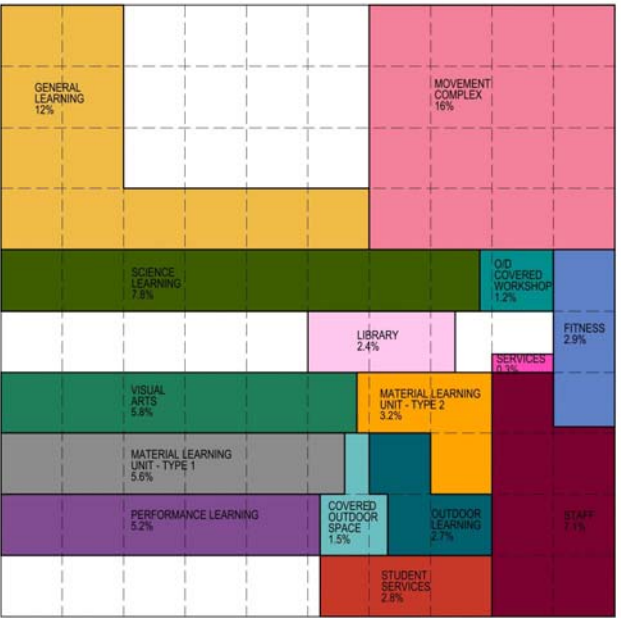 GENERAL
LEARNING
12%
MOVEMENT
COMPLEX
16%
SCIENCE
LEARNING
7.8%
O/D
COVERED
WORKSHOP
1.2%
FITNESS
2.9%
LIBRARY
2.4%
SERVICES
0.3%
VISUAL
ARTS
5.8%
MATERIAL LEARNING
UNIT - TYPE 2
3.2%
MATERIAL LEARNING
UNIT - TYPE 1
5.6%
PERFORMANCE LEARNING
5.2%
COVERED
OUTDOOR
SPACE
1.5%
OUTDOOR
LEARNING
2.7%
STAFF
7.1%
STUDENT
SERVICES
2.8%